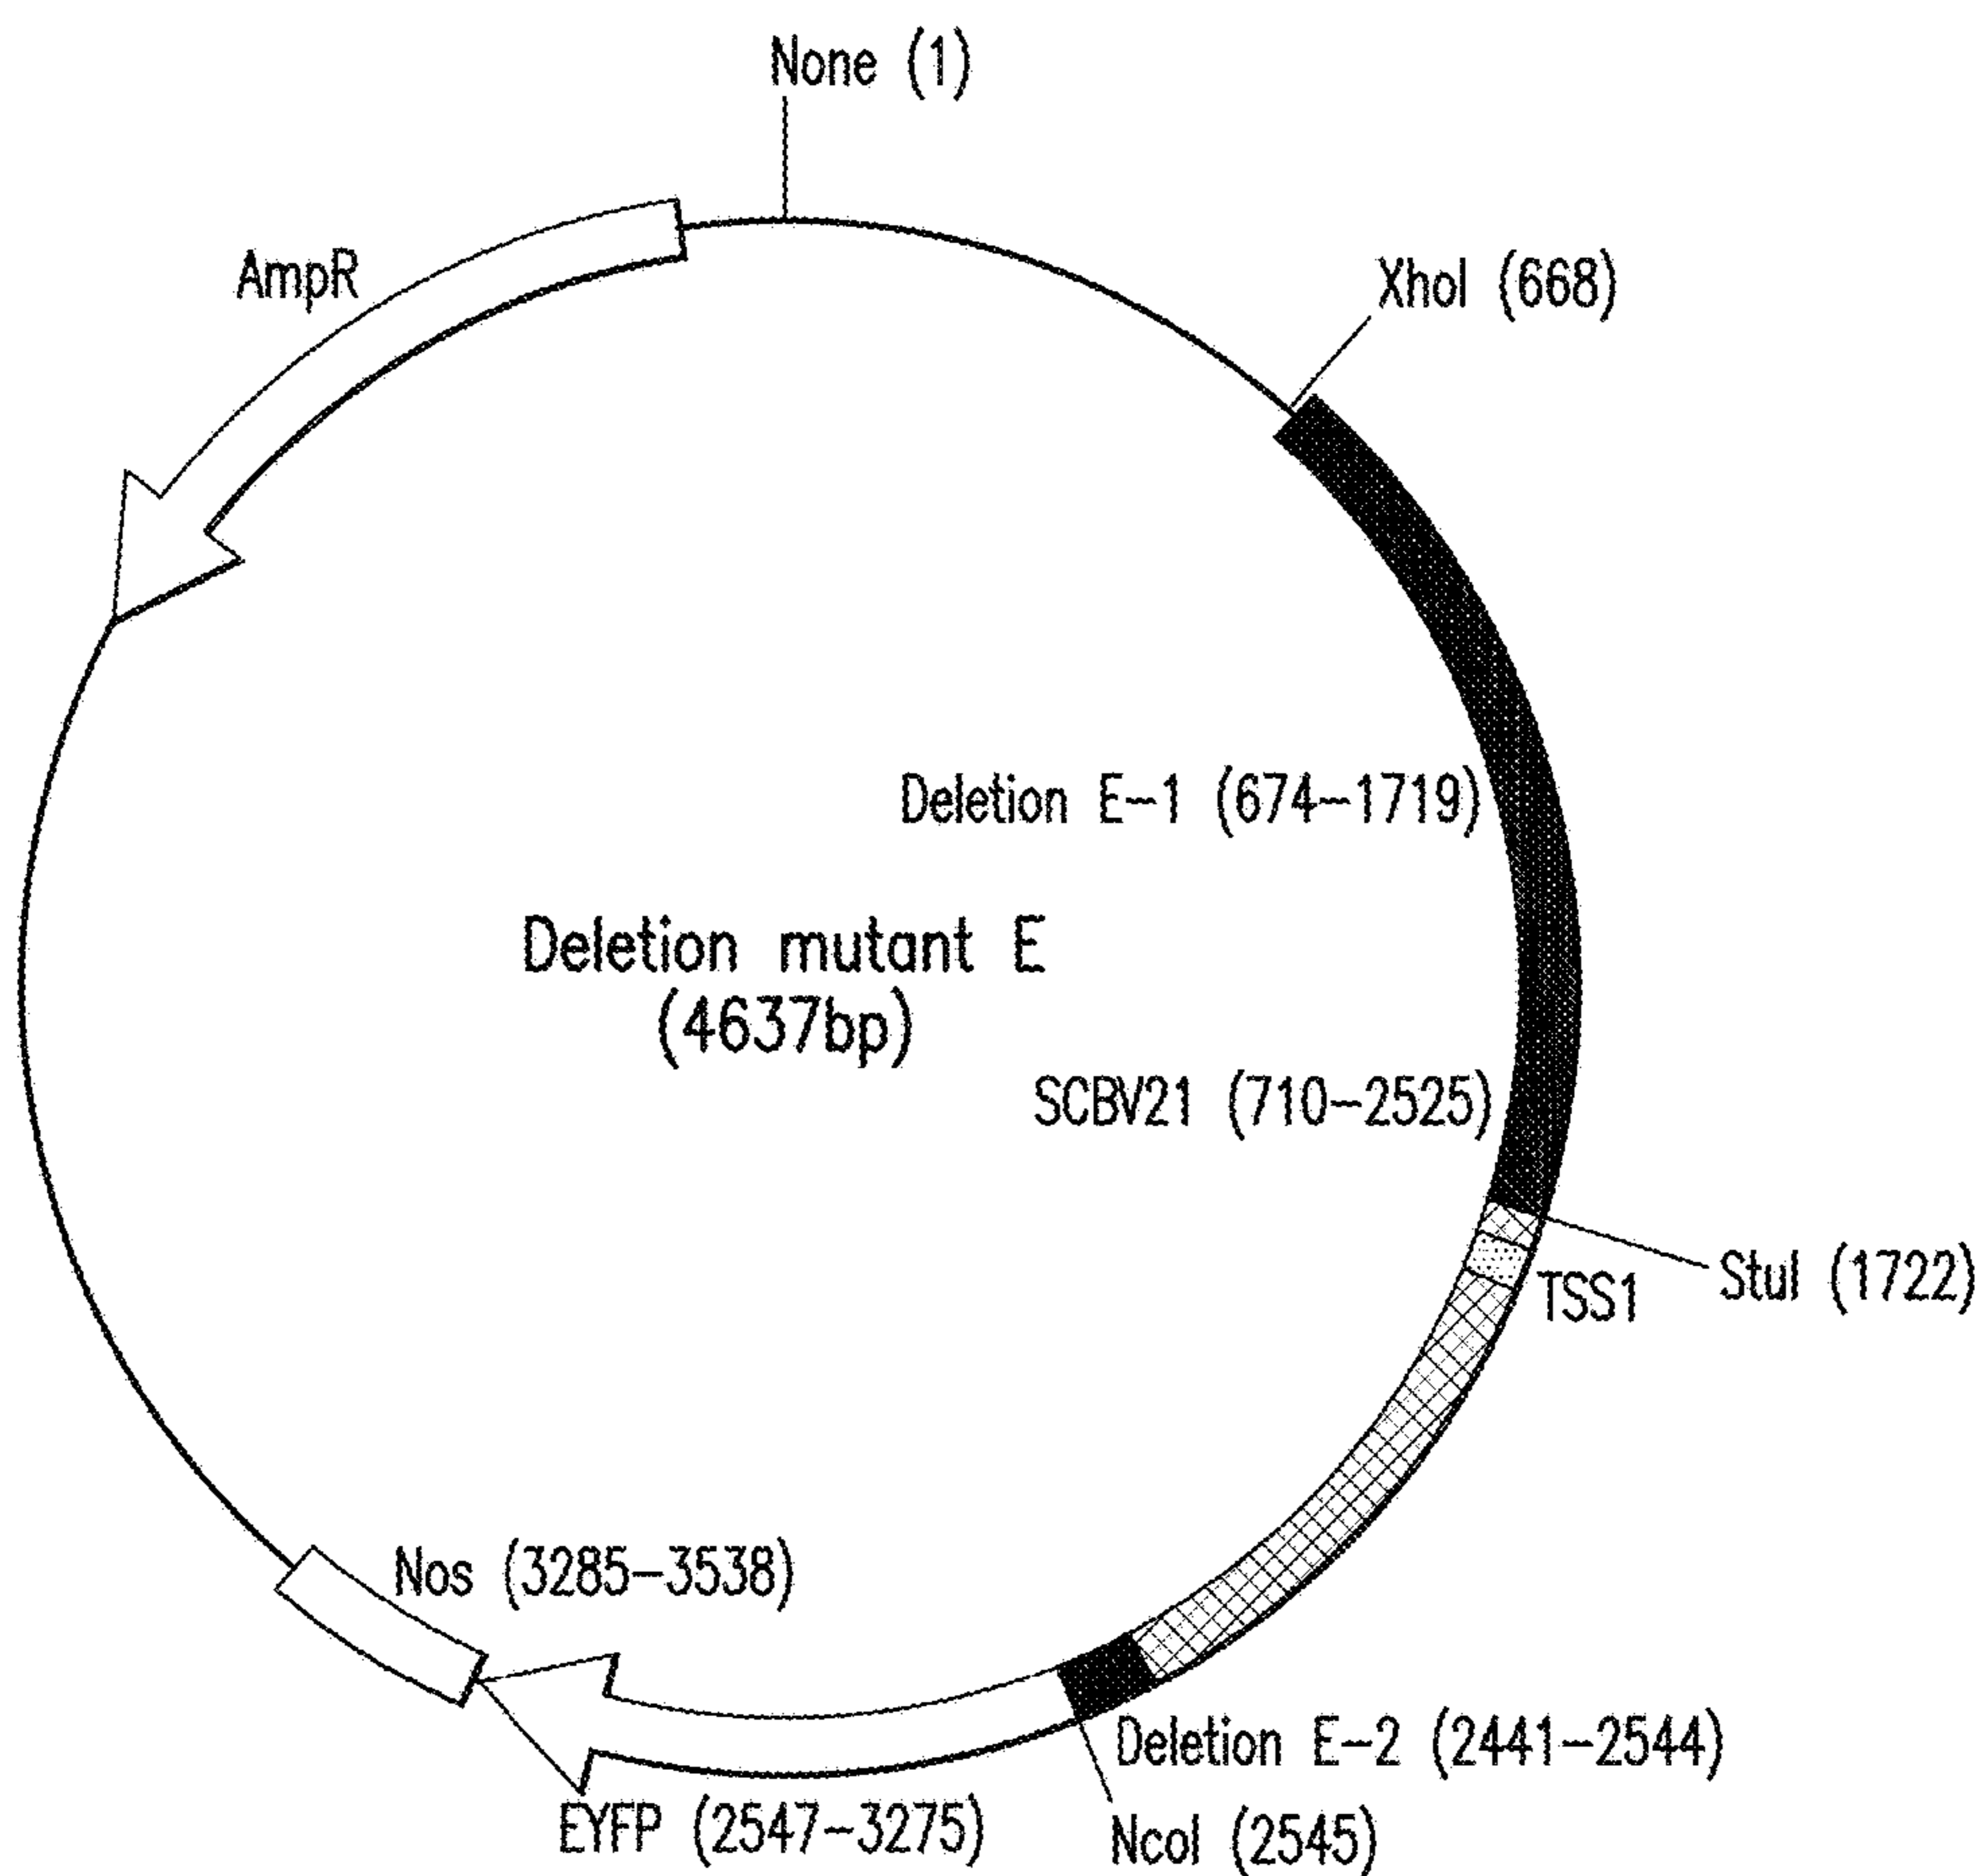 None (1)
AmpR
XhoI (668)
Deletion E-1 (674-1719)
Deletion mutant E
(4637bp)
SCBV21 (710-2525)
StuI (1722)
TSS1
Nos (3285-3538)
Deletion E-2 (2441-2544)
EYFP (2547-3275)
NcoI (2545)